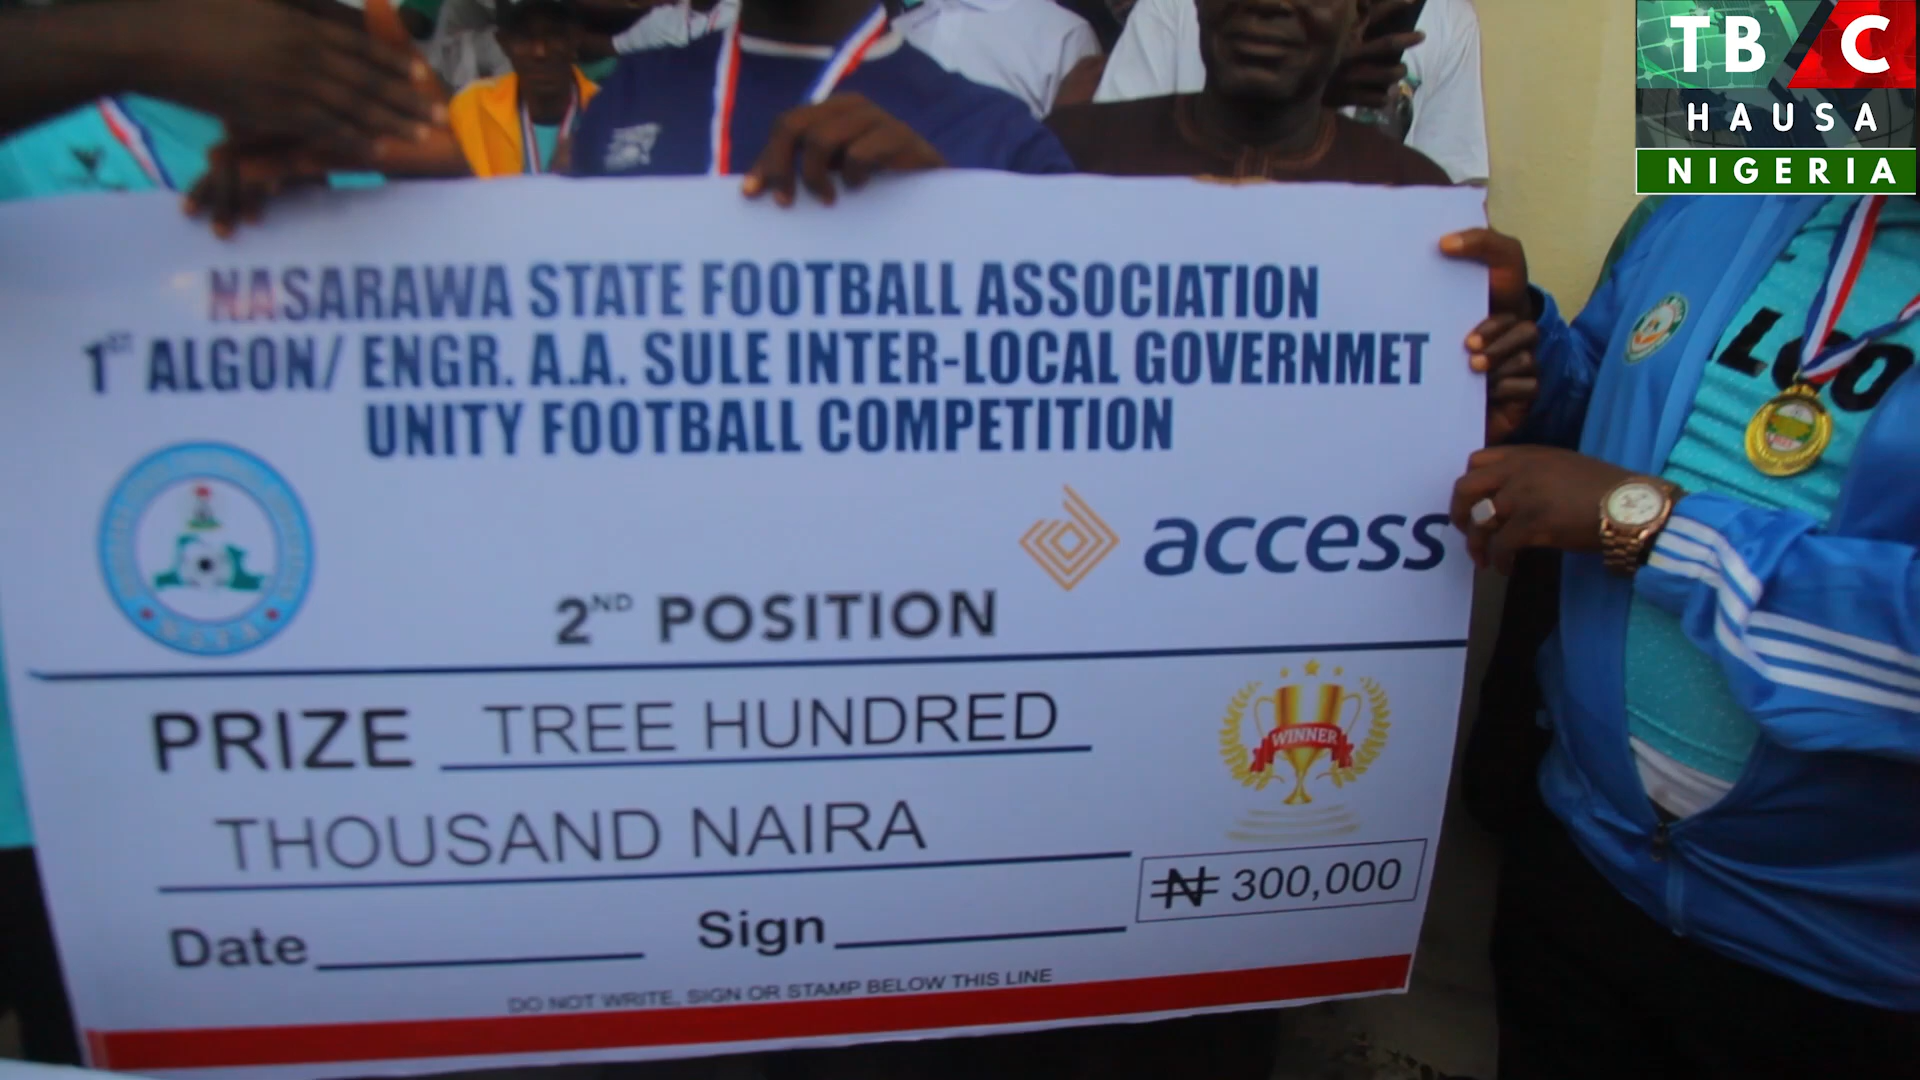 TB C
HAUSA
NIGERIA
NASARAWA STATE FOOTBALL ASSOCIATION
1ST ALGON/ ENGR. A.A. SULE INTER-LOCAL GOVERNMET
UNITY FOOTBALL COMPETITION
access
2ND POSITION
PRIZE TREE HUNDRED
THOUSAND NAIRA
WINNER
₦ 300,000
Date Sign
DO NOT WRITE, SIGN OR STAMP BELOW THIS LINE